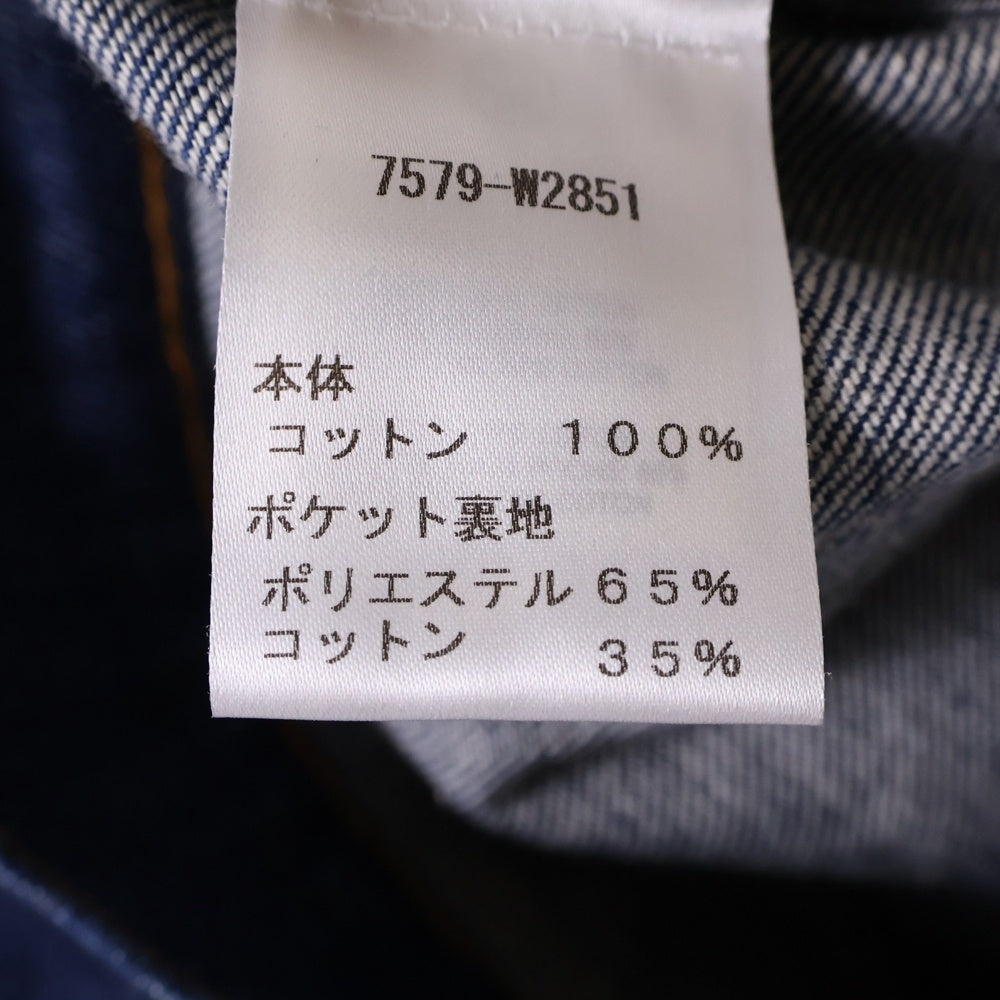 7579-W2851
本体
コットン　１００％
ポケット裏地
ポリエステル６５％
コットン　３５％